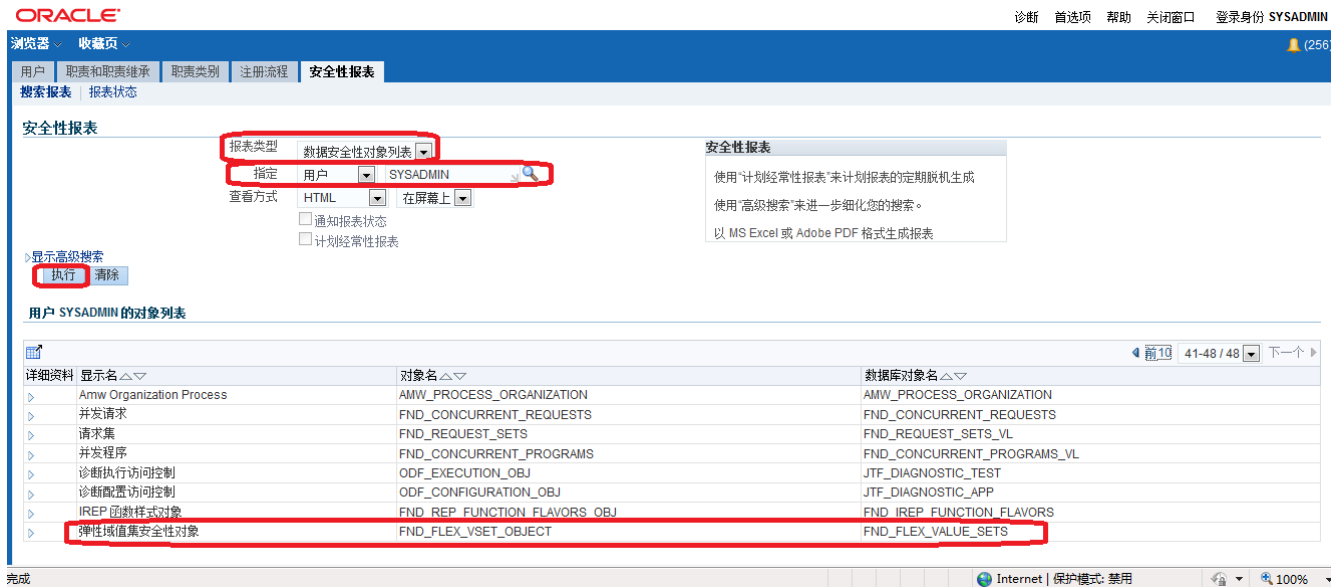 ORACLE
诊断 首选项 帮助 关闭窗口 登录身份 SYSADMIN
浏览器 收藏页 (256)
用户 职责和职责继承 职责类别 注册流程 安全性报表
搜索报表 | 报表状态
安全性报表
报表类型 数据安全性对象列表
指定 用户 SYSADMIN
查看方式 HTML 在屏幕上
通知报表状态
计划经常性报表
显示高级搜索
执行 清除
安全性报表
使用“计划经常性报表”来计划报表的定期脱机生成
使用“高级搜索”来进一步细化您的搜索。
以 MS Excel 或 Adobe PDF 格式生成报表
用户 SYSADMIN 的对象列表
前10 41-48 / 48 下一个
详细资料 显示名 对象名 数据库对象名
Amw Organization Process AMW_PROCESS_ORGANIZATION AMW_PROCESS_ORGANIZATION
并发请求 FND_CONCURRENT_REQUESTS FND_CONCURRENT_REQUESTS
请求集 FND_REQUEST_SETS FND_REQUEST_SETS_VL
并发程序 FND_CONCURRENT_PROGRAMS FND_CONCURRENT_PROGRAMS_VL
诊断执行访问控制 ODF_EXECUTION_OBJ JTF_DIAGNOSTIC_TEST
诊断配置访问控制 ODF_CONFIGURATION_OBJ JTF_DIAGNOSTIC_APP
IREP 函数样式对象 FND_REP_FUNCTION_FLAVORS_OBJ FND_IREP_FUNCTION_FLAVORS
弹性域值集安全性对象 FND_FLEX_VSET_OBJECT FND_FLEX_VALUE_SETS
完成 Internet | 保护模式: 禁用 100%